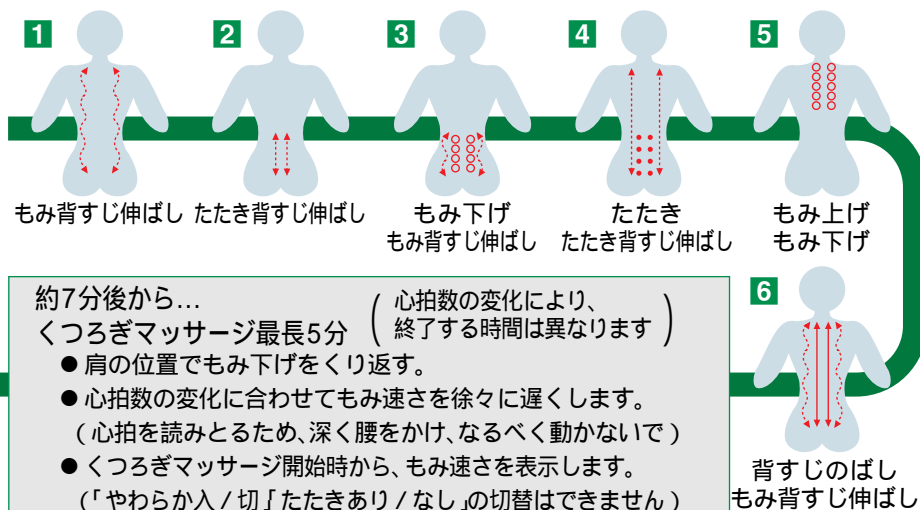 1
もみ背すじ伸ばし
2
たたき背すじ伸ばし
3
もみ下げ
もみ背すじ伸ばし
4
たたき
たたき背すじ伸ばし
5
もみ上げ
もみ下げ
6
背すじのばし
もみ背すじ伸ばし
約7分後から…
くつろぎマッサージ最長5分
(心拍数の変化により、
終了する時間は異なります)
● 肩の位置でもみ下げをくり返す。
● 心拍数の変化に合わせてもみ速さを徐々に遅くします。
(心拍を読みとるため、深く腰をかけ、なるべく動かないで)
● くつろぎマッサージ開始時から、もみ速さを表示します。
(「やわらか入/切」「たたきあり/なし」の切替はできません)